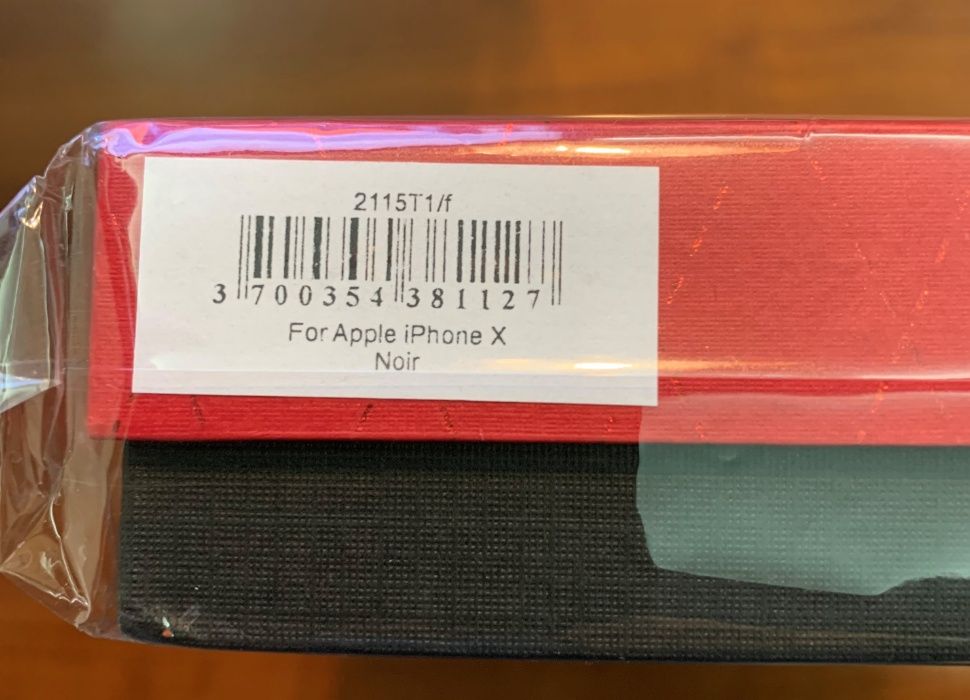 2115T1/f
3 700354 381127
For Apple iPhone X
Noir